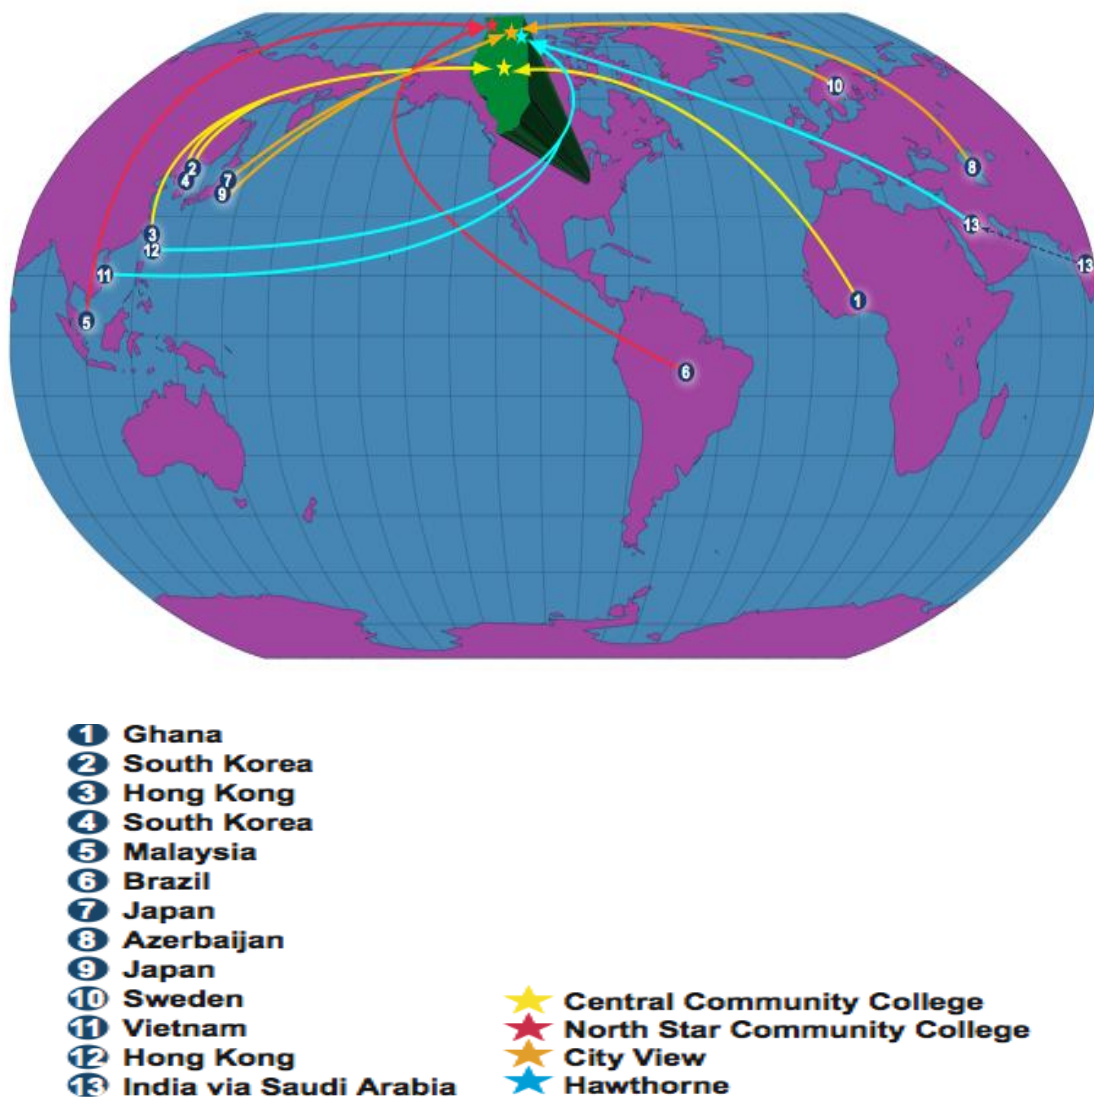 10
2
4
7
9
8
3
12
13
13
11
1
5
6
1 Ghana
2 South Korea
3 Hong Kong
4 South Korea
5 Malaysia
6 Brazil
7 Japan
8 Azerbaijan
9 Japan
10 Sweden
11 Vietnam
12 Hong Kong
13 India via Saudi Arabia
Central Community College
North Star Community College
City View
Hawthorne